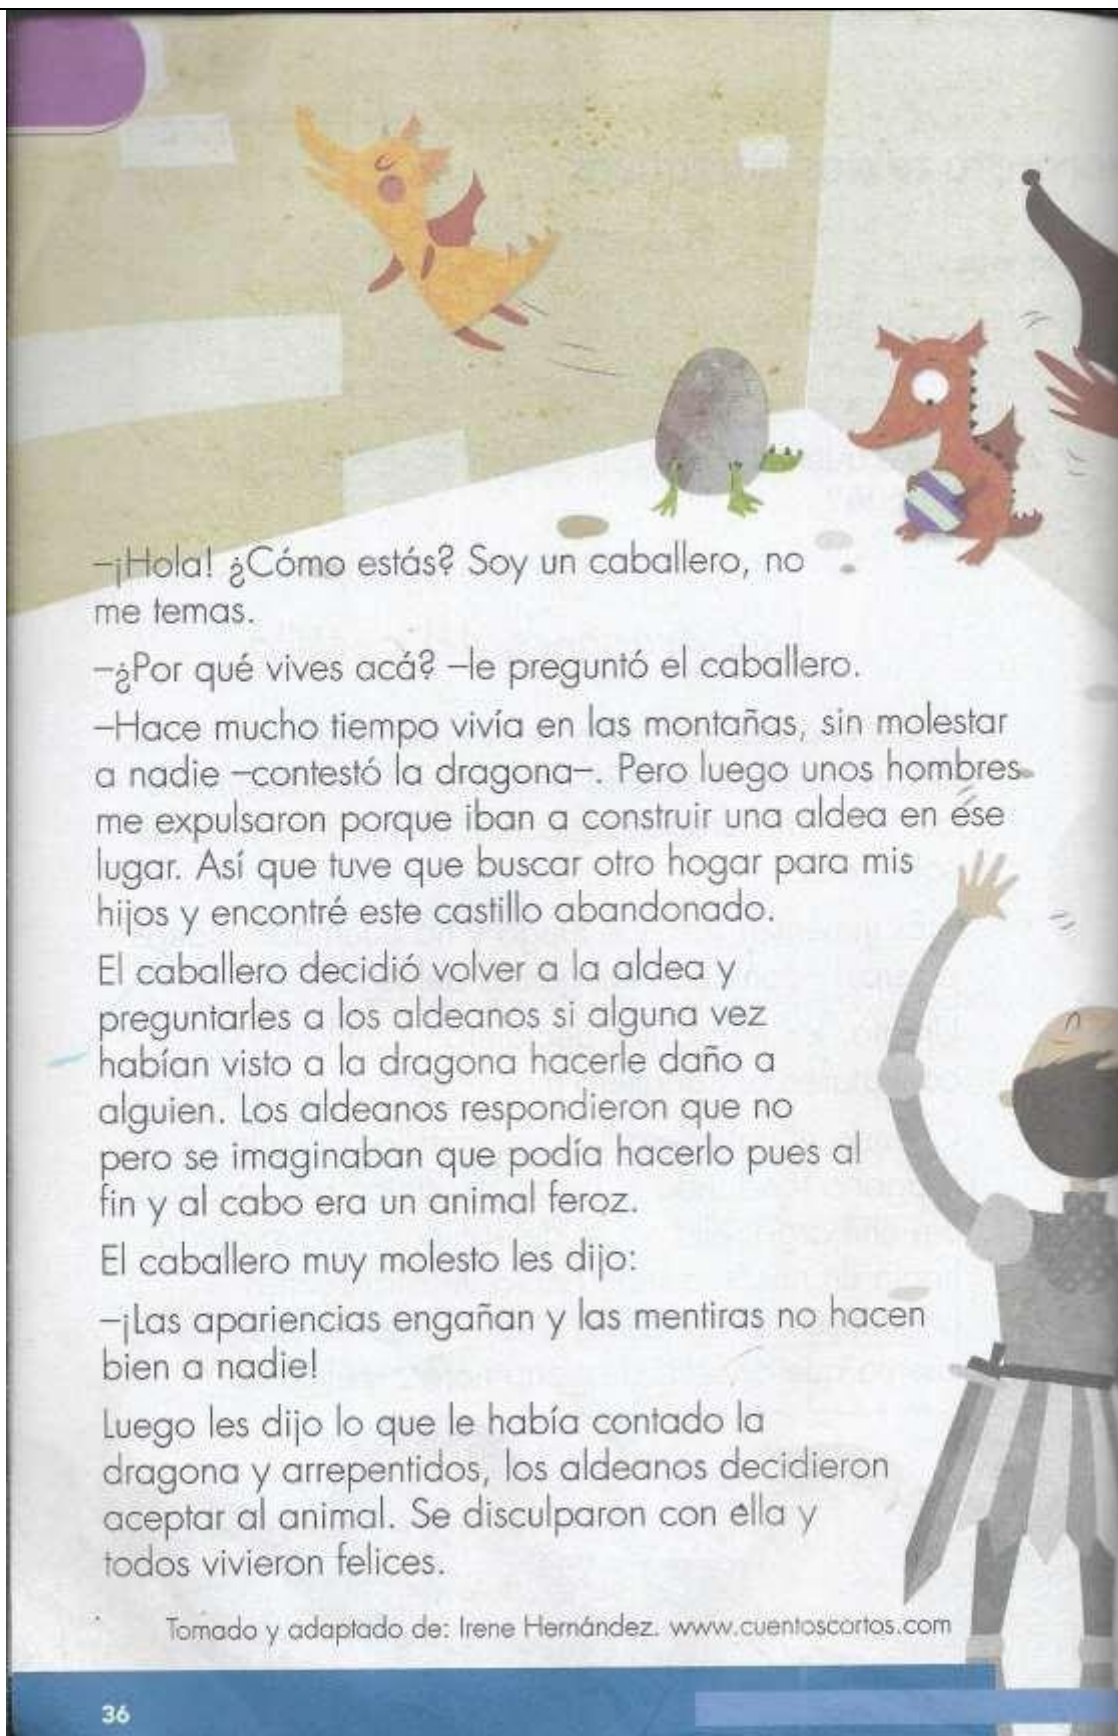 –¡Hola! ¿Cómo estás? Soy un caballero, no
me temas.
–¿Por qué vives acá? –le preguntó el caballero.
–Hace mucho tiempo vivía en las montañas, sin molestar
a nadie –contestó la dragona–. Pero luego unos hombres
me expulsaron porque iban a construir una aldea en ese
lugar. Así que tuve que buscar otro hogar para mis
hijos y encontré este castillo abandonado.
El caballero decidió volver a la aldea y
preguntarles a los aldeanos si alguna vez
habían visto a la dragona hacerle daño a
alguien. Los aldeanos respondieron que no
pero se imaginaban que podía hacerlo pues al
fin y al cabo era un animal feroz.
El caballero muy molesto les dijo:
–¡Las apariencias engañan y las mentiras no hacen
bien a nadie!
Luego les dijo lo que le había contado la
dragona y arrepentidos, los aldeanos decidieron
aceptar al animal. Se disculparon con ella y
todos vivieron felices.
Tomado y adaptado de: Irene Hernández. www.cuentoscortos.com
36